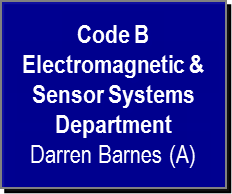 Code B
Electromagnetic &
Sensor Systems
Department
Darren Barnes (A)